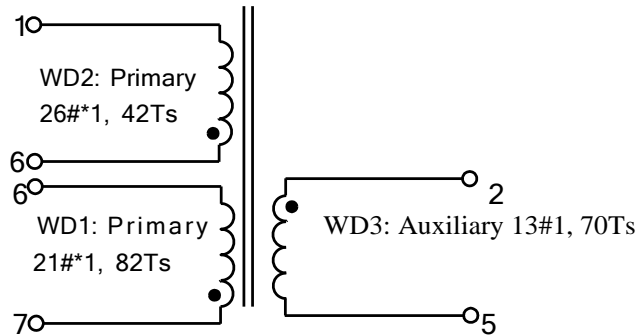 1
WD2: Primary
26#*1, 42Ts
6
6
WD1: Primary
21#*1, 82Ts
7
2
WD3: Auxiliary 13#1, 70Ts
5